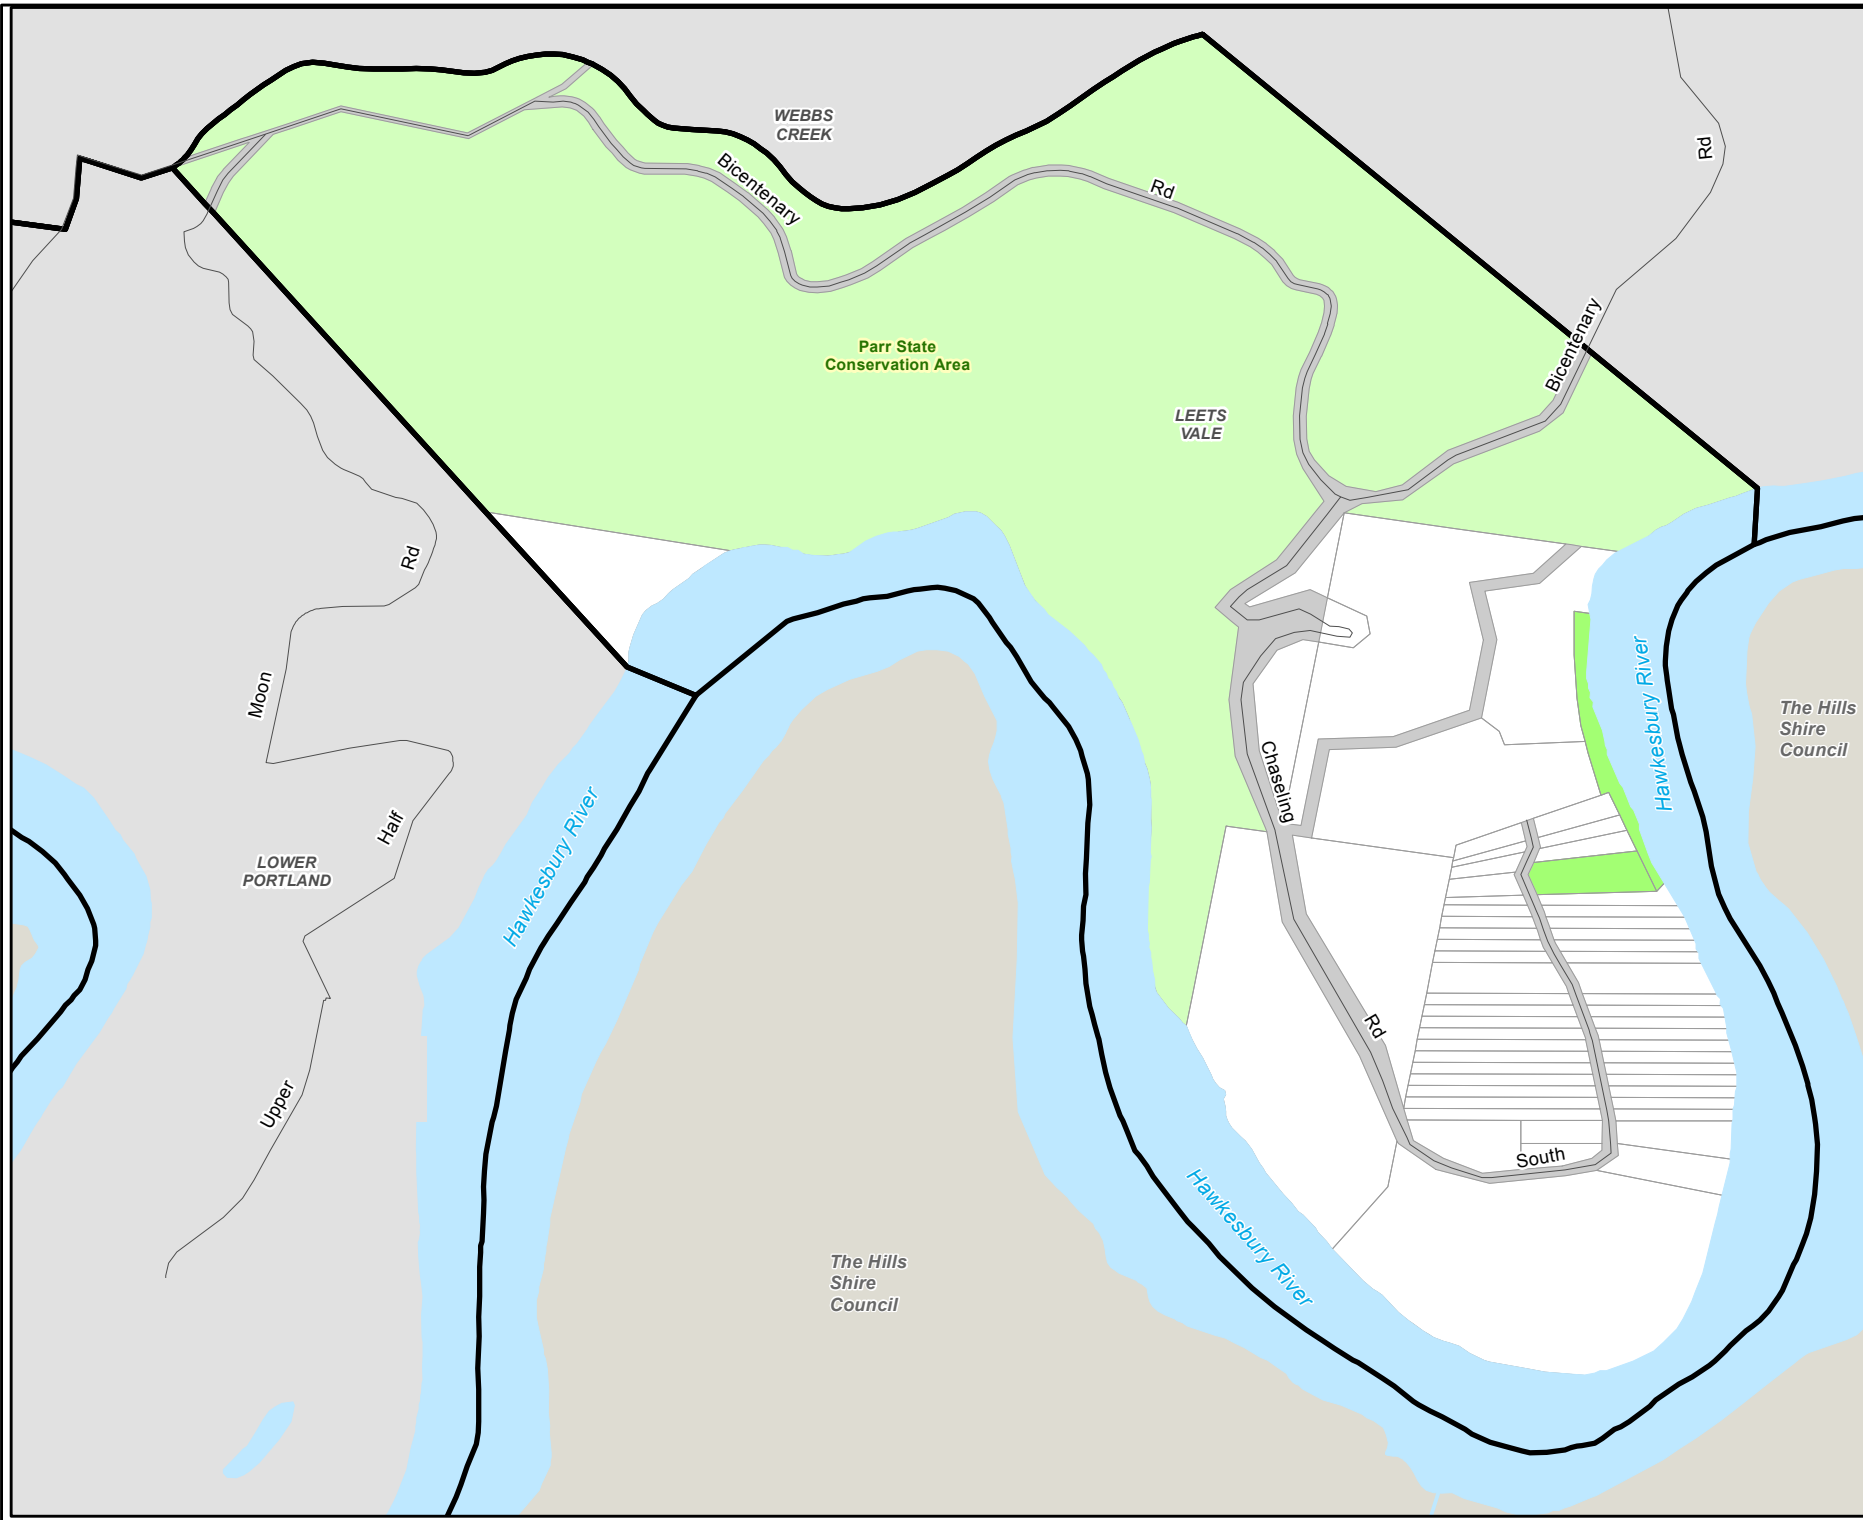 WEBBS
CREEK
Rd
Bicentenary
Rd
Bicentenary
Parr State
Conservation Area
LEETS
VALE
Rd
Moon
Half
Upper
LOWER
PORTLAND
Hawkesbury River
Hawkesbury River
The Hills
Shire
Council
Chaseling
Rd
South
Hawkesbury River
The Hills
Shire
Council